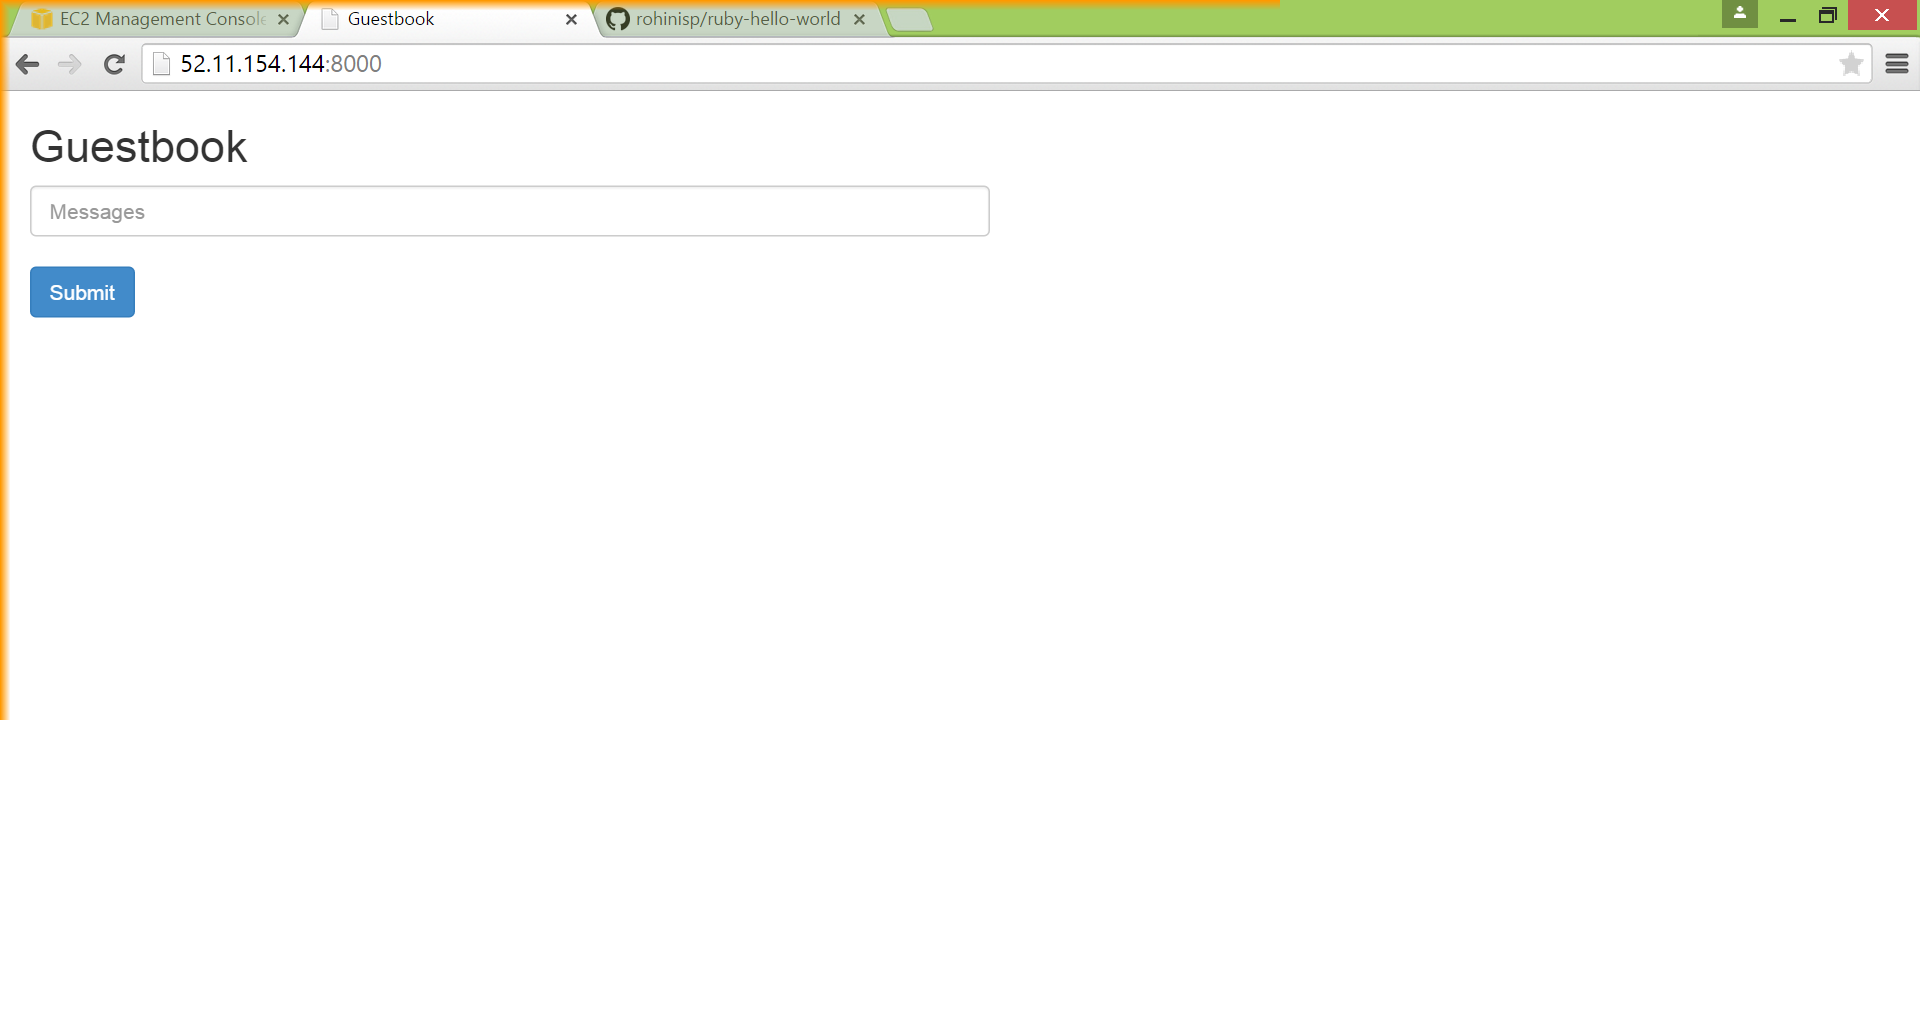 EC2 Management Console
Guestbook
rohinisp/ruby-hello-world
52.11.154.144:8000
Guestbook
Messages
Submit